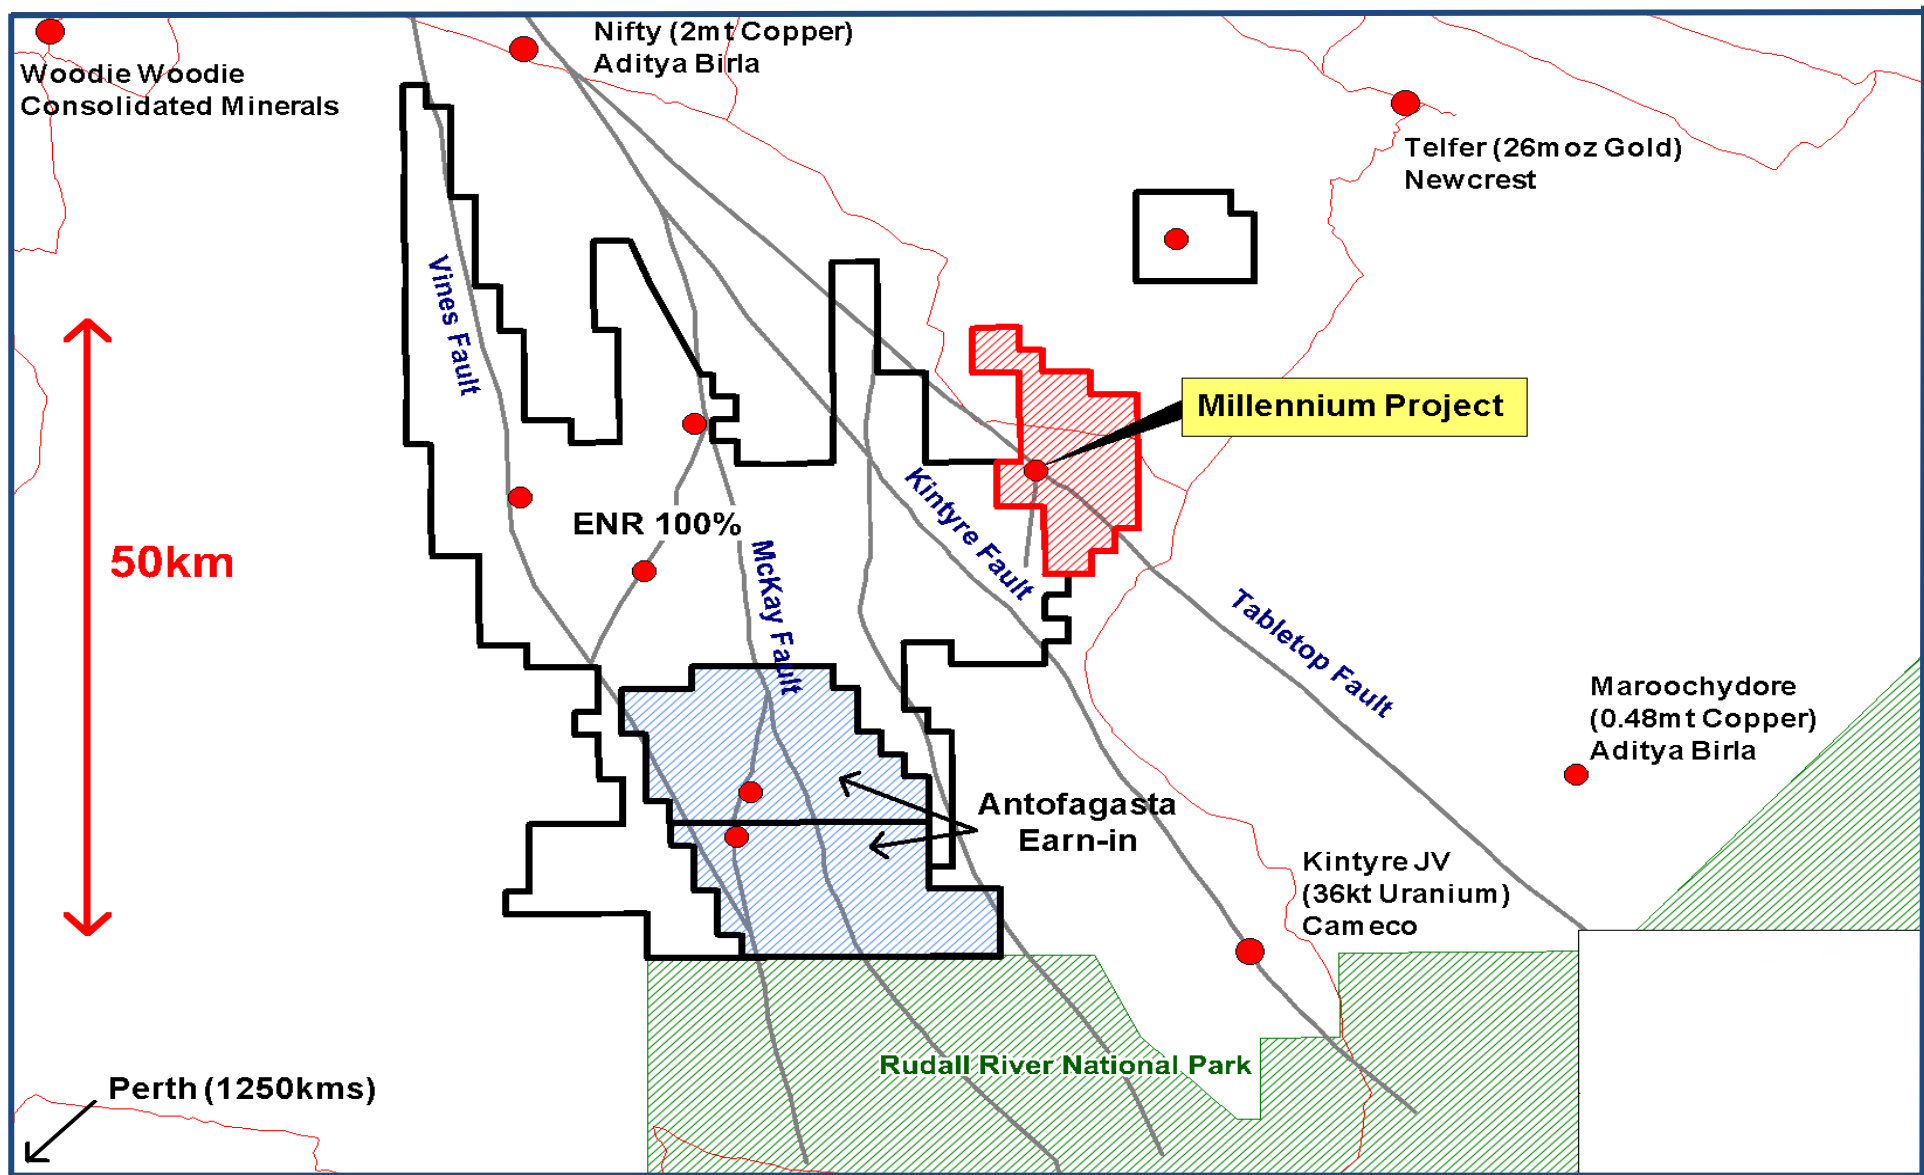 Nifty (2mt Copper)
Aditya Birla
Woodie Woodie
Consolidated Minerals
Telfer (26moz Gold)
Newcrest
Vines Fault
Millennium Project
Kintyre Fault
ENR 100%
50km
McKay Fault
Tabletop Fault
Maroochydore
(0.48mt Copper)
Aditya Birla
Antofagasta
Earn-in
Kintyre JV
(36kt Uranium)
Cameco
Rudall River National Park
Perth (1250kms)